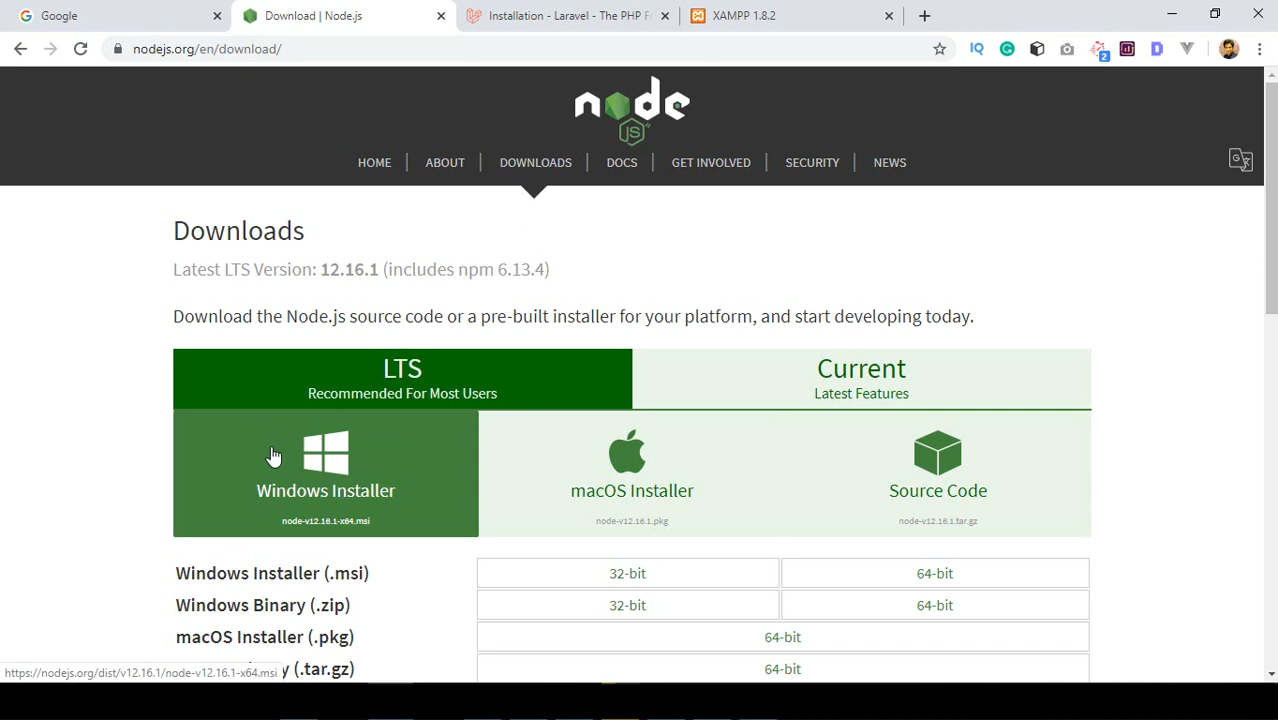 Google
Download | Node.js
Installation - Laravel - The PHP F
XAMPP 1.8.2
nodejs.org/en/download/
IQ
2
D
node
JS
HOME
ABOUT
DOWNLOADS
DOCS
GET INVOLVED
SECURITY
NEWS
Downloads
Latest LTS Version: 12.16.1 (includes npm 6.13.4)
Download the Node.js source code or a pre-built installer for your platform, and start developing today.
LTS
Recommended For Most Users
Current
Latest Features
Windows Installer
node-v12.16.1-x64.msi
macOS Installer
node-v12.16.1.pkg
Source Code
node-v12.16.1.tar.gz
Windows Installer (.msi)
32-bit
64-bit
Windows Binary (.zip)
32-bit
64-bit
macOS Installer (.pkg)
64-bit
(.tar.gz)
64-bit
https://nodejs.org/dist/v12.16.1/node-v12.16.1-x64.msi